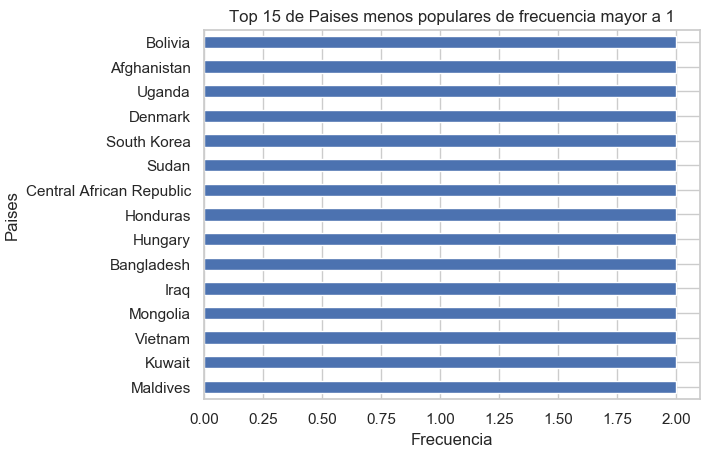 Top 15 de Paises menos populares de frecuencia mayor a 1
Paises
Bolivia
Afghanistan
Uganda
Denmark
South Korea
Sudan
Central African Republic
Honduras
Hungary
Bangladesh
Iraq
Mongolia
Vietnam
Kuwait
Maldives
0.00 0.25 0.50 0.75 1.00 1.25 1.50 1.75 2.00
Frecuencia